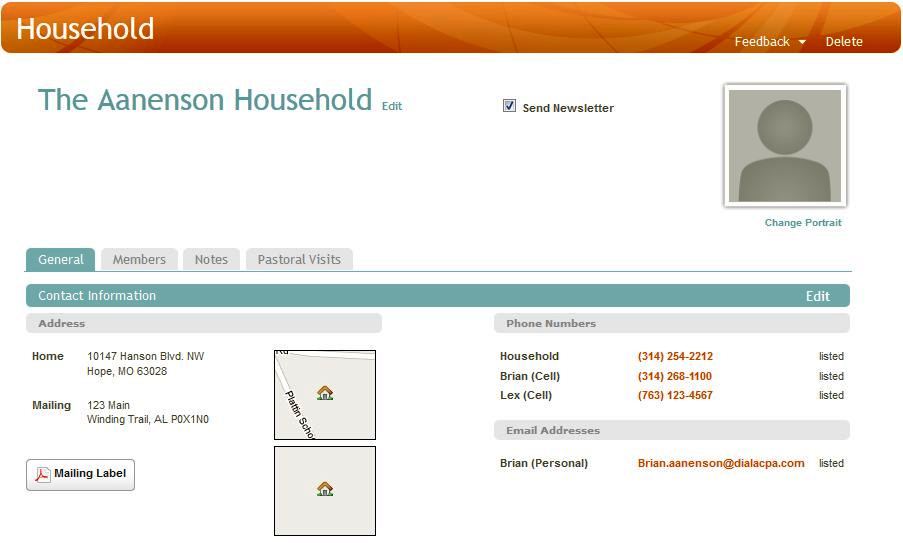 Household
Feedback Delete
The Aanenson Household Edit
Send Newsletter
Change Portrait
General Members Notes Pastoral Visits
Contact Information Edit
Address
Home 10147 Hanson Blvd. NW
Hope, MO 63028
Mailing 123 Main
Winding Trail, AL P0X1N0
Mailing Label
Rd
Plattin Schoo
Phone Numbers
Household (314) 254-2212 listed
Brian (Cell) (314) 268-1100 listed
Lex (Cell) (763) 123-4567 listed
Email Addresses
Brian (Personal) Brian.aanenson@dialacpa.com listed